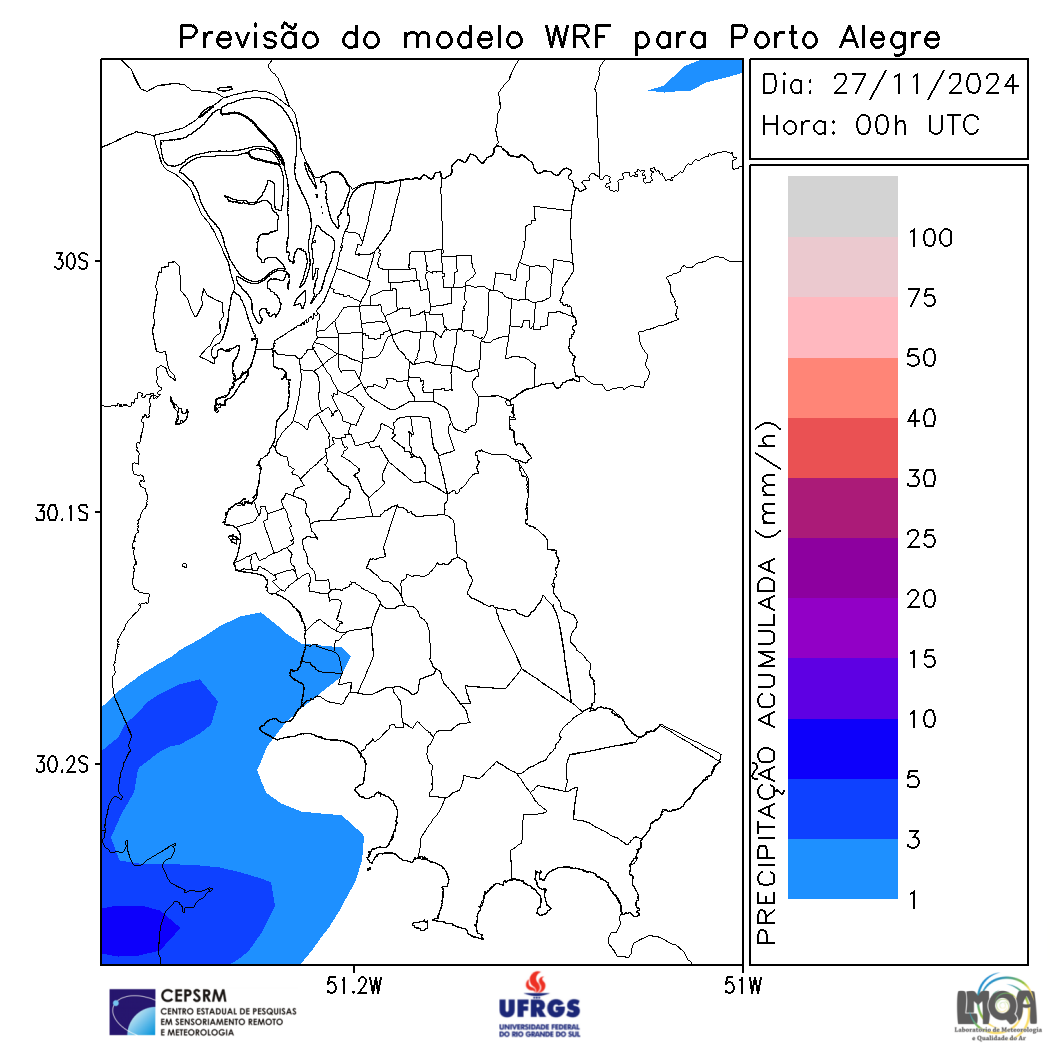 Previsão do modelo WRF para Porto Alegre
Dia: 27/11/2024
Hora: 00h UTC
30S
30.1S
30.2S
51.2W
51W
PRECIPITAÇÃO ACUMULADA (mm/h)
100
75
50
40
30
25
20
15
10
5
3
1
CEPSRM
CENTRO ESTADUAL DE PESQUISAS
EM SENSORIAMENTO REMOTO
E METEOROLOGIA
UFRGS
UNIVERSIDADE FEDERAL
DO RIO GRANDE DO SUL
LMQA
Laboratório de Meteorologia
e Qualidade do Ar